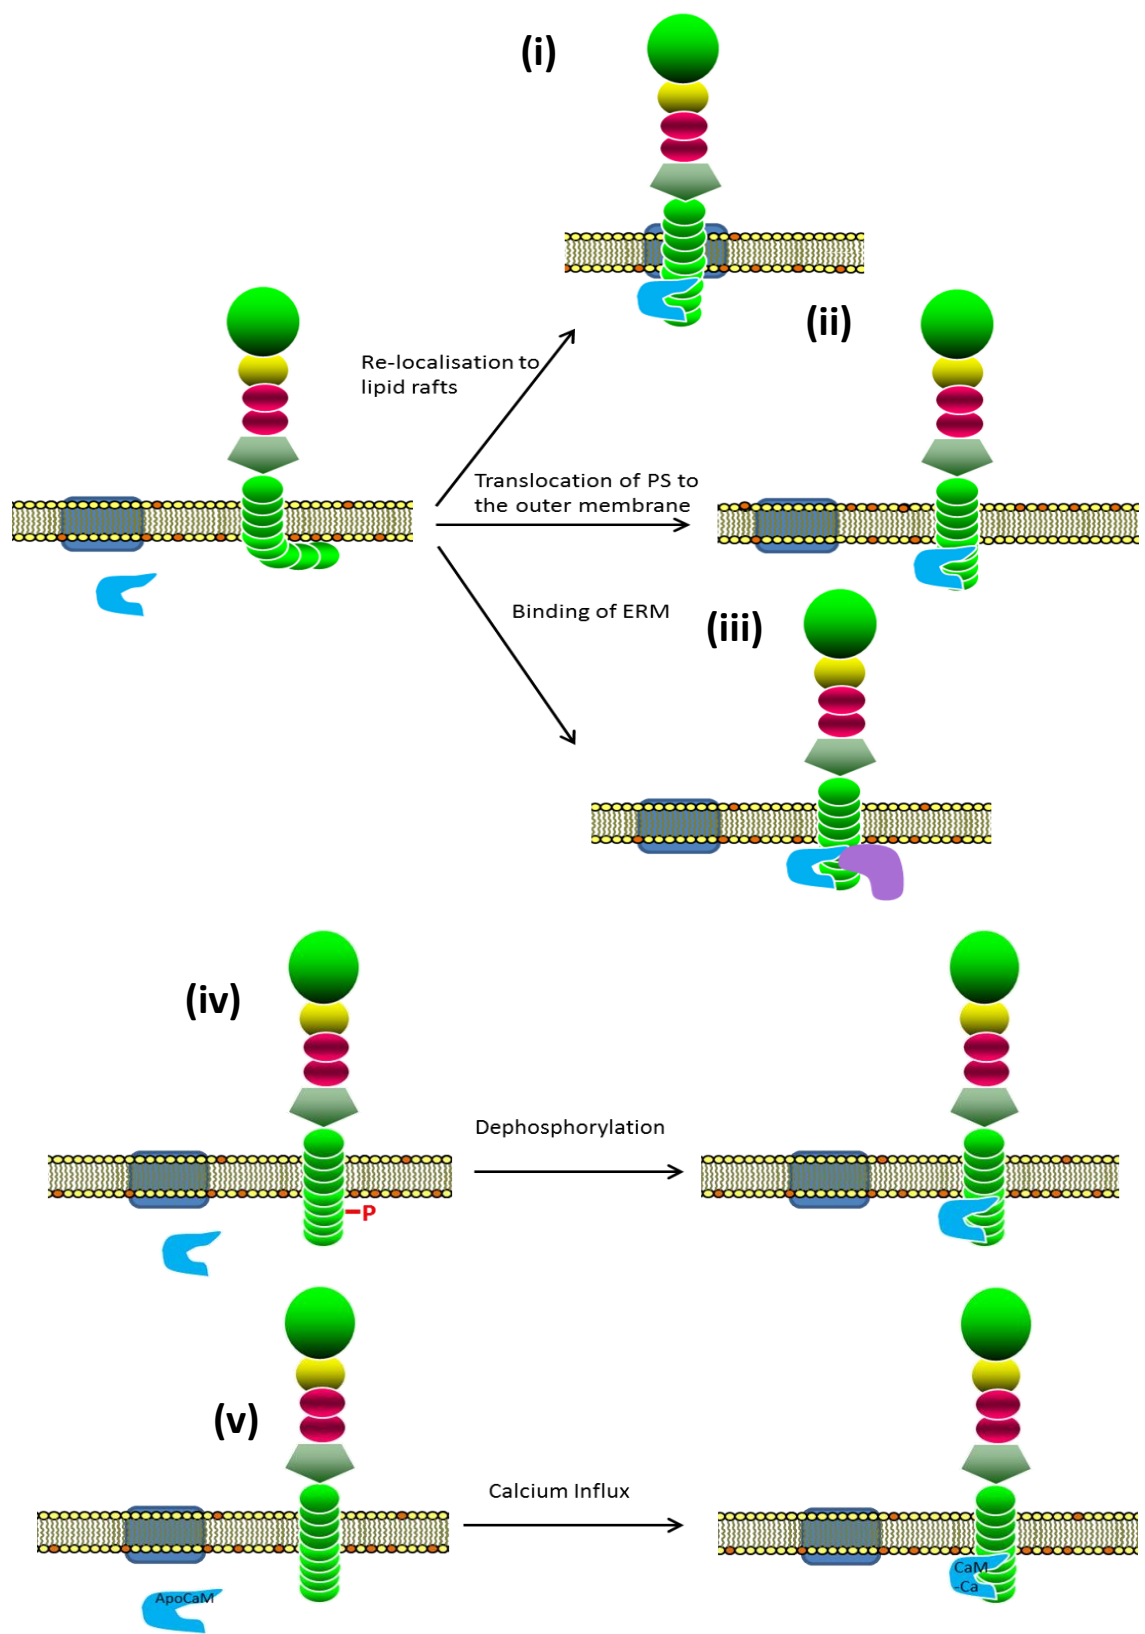 (i)
(ii)
Re-localisation to
lipid rafts
Translocation of PS to
the outer membrane
Binding of ERM
(iii)
(iv)
Dephosphorylation
–P
(v)
Calcium Influx
ApoCaM
CaM
-Ca